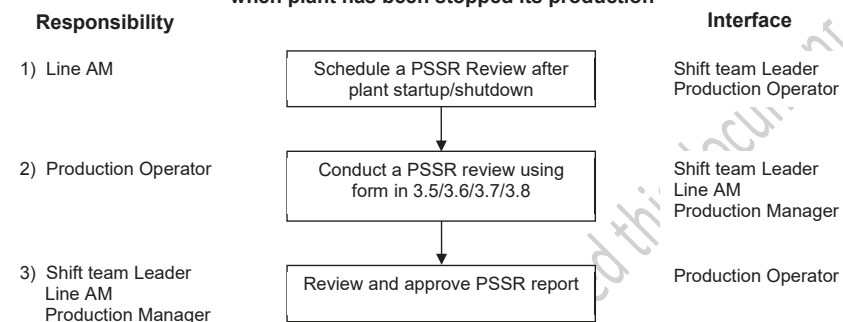 when plant has been stopped its production
Responsibility
Interface
1) Line AM
Schedule a PSSR Review after
plant startup/shutdown
Shift team Leader
Production Operator
2) Production Operator
Conduct a PSSR review using
form in 3.5/3.6/3.7/3.8
Shift team Leader
Line AM
Production Manager
3) Shift team Leader
Line AM
Production Manager
Review and approve PSSR report
Production Operator